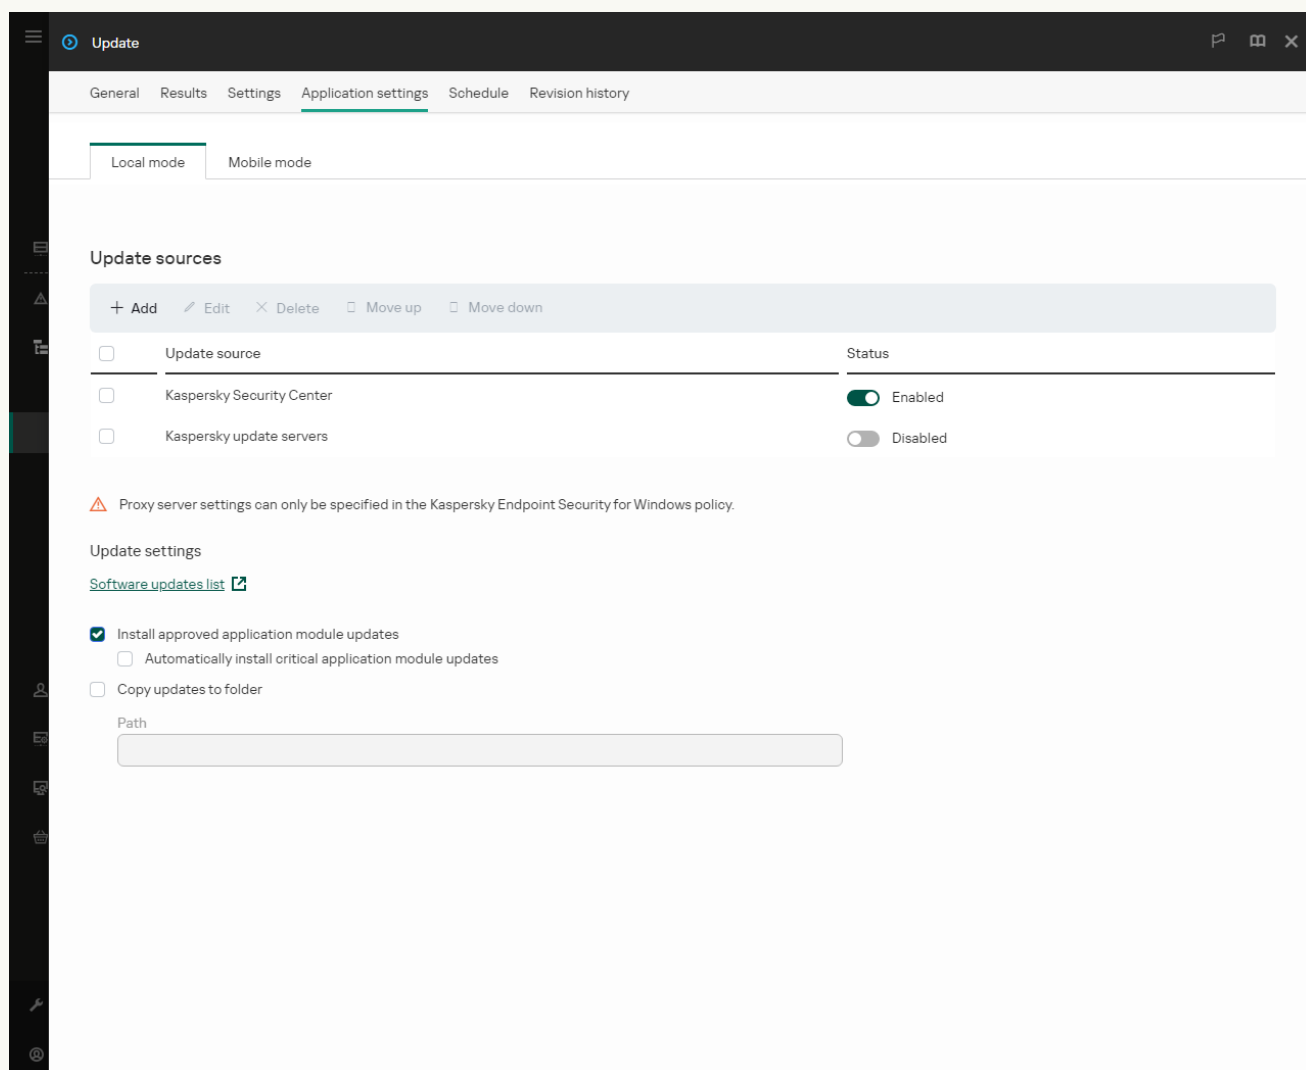 Update
General Results Settings Application settings Schedule Revision history
Local mode Mobile mode
Update sources
Add Edit Delete Move up Move down
Update source Status
Kaspersky Security Center Enabled
Kaspersky update servers Disabled
Proxy server settings can only be specified in the Kaspersky Endpoint Security for Windows policy.
Update settings
Software updates list
Install approved application module updates
Automatically install critical application module updates
Copy updates to folder
Path